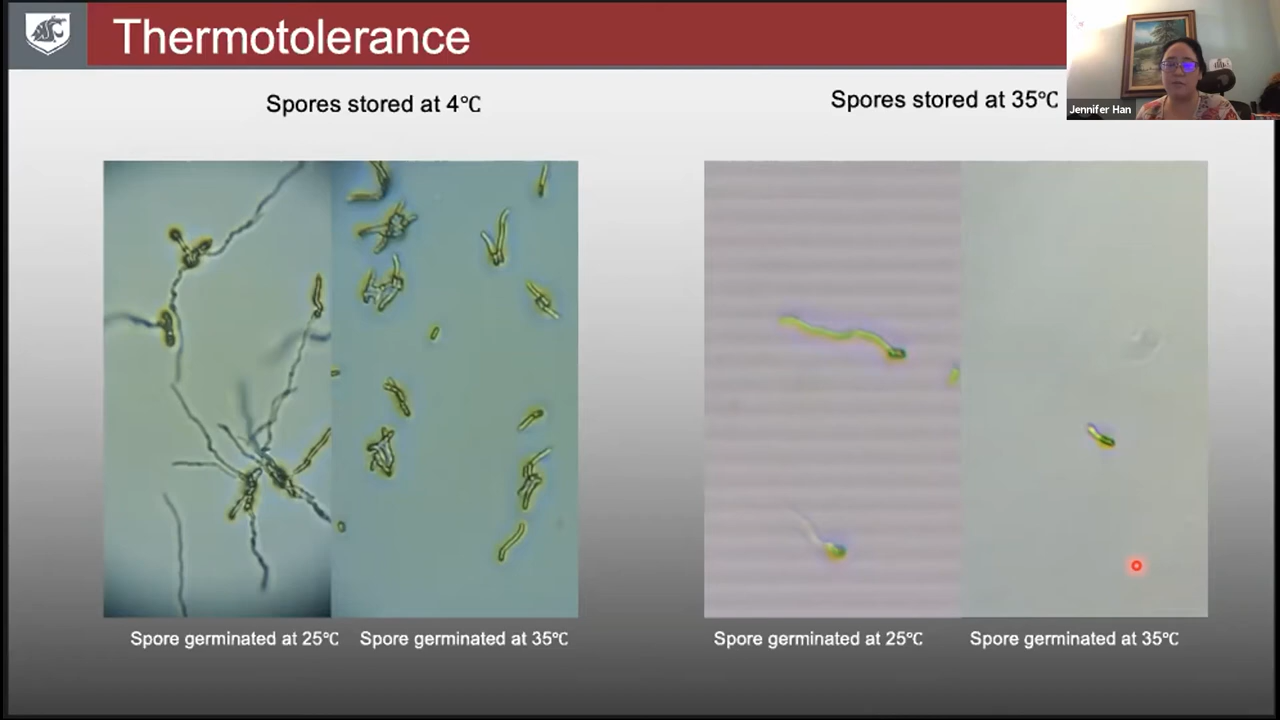 Thermotolerance
Jennifer Han
Spores stored at 4℃
Spores stored at 35℃
Spore germinated at 25℃
Spore germinated at 35℃
Spore germinated at 25℃
Spore germinated at 35℃